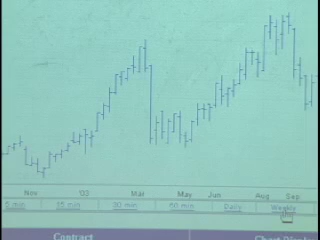 Nov '03 Mar May Jun Aug Sep
5 min 15 min 30 min 60 min Daily Weekly
Contract Chart Displa